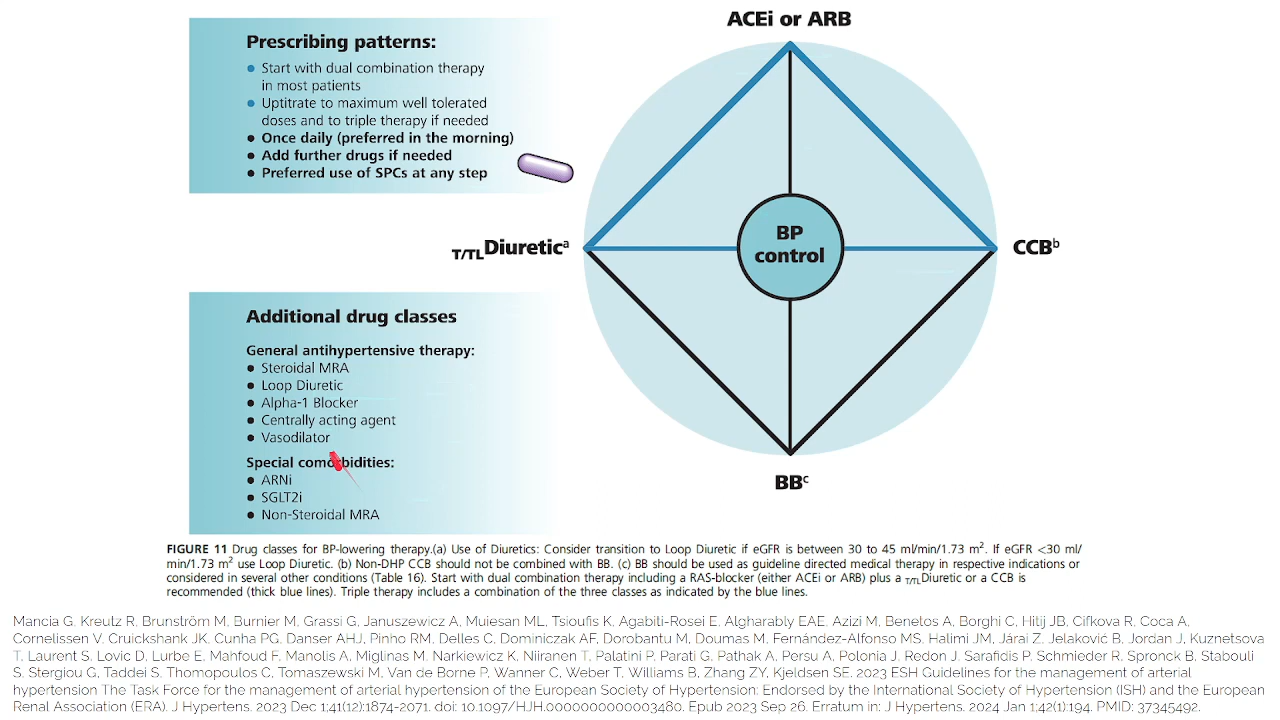 Prescribing patterns:
Start with dual combination therapy
in most patients
Uptitrate to maximum well tolerated
doses and to triple therapy if needed
Once daily (preferred in the morning)
Add further drugs if needed
Preferred use of SPCs at any step
ACEi or ARB
T/TLDiuretica
BP
control
CCBb
BBc
Additional drug classes
General antihypertensive therapy:
Steroidal MRA
Loop Diuretic
Alpha-1 Blocker
Centrally acting agent
Vasodilator
Special comorbidities:
ARNi
SGLT2i
Non-Steroidal MRA
FIGURE 11 Drug classes for BP-lowering therapy.(a) Use of Diuretics: Consider transition to Loop Diuretic if eGFR is between 30 to 45 ml/min/1.73 m2. If eGFR <30 ml/
min/1.73 m2 use Loop Diuretic. (b) Non-DHP CCB should not be combined with BB. (c) BB should be used as guideline directed medical therapy in respective indications or
considered in several other conditions (Table 16). Start with dual combination therapy including a RAS-blocker (either ACEi or ARB) plus a T/TLDiuretic or a CCB is
recommended (thick blue lines). Triple therapy includes a combination of the three classes as indicated by the blue lines.
Mancia G, Kreutz R, Brunström M, Burnier M, Grassi G, Januszewicz A, Muiesan ML, Tsioufis K, Agabiti-Rosei E, Algharably EAE, Azizi M, Benetos A, Borghi C, Hitij JB, Cifkova R, Coca A,
Cornelissen V, Cruickshank JK, Cunha PG, Danser AHJ, Pinho RM, Delles C, Dominiczak AF, Dorobantu M, Doumas M, Fernández-Alfonso MS, Halimi JM, Járai Z, Jelaković B, Jordan J, Kuznetsova
T, Laurent S, Lovic D, Lurbe E, Mahfoud F, Manolis A, Miglinas M, Narkiewicz K, Niiranen T, Palatini P, Parati G, Pathak A, Persu A, Polonia J, Redon J, Sarafidis P, Schmieder R, Spronck B, Stabouli
S, Stergiou G, Taddei S, Thomopoulos C, Tomaszewski M, Van de Borne P, Wanner C, Weber T, Williams B, Zhang ZY, Kjeldsen SE. 2023 ESH Guidelines for the management of arterial
hypertension The Task Force for the management of arterial hypertension of the European Society of Hypertension: Endorsed by the International Society of Hypertension (ISH) and the European
Renal Association (ERA). J Hypertens. 2023 Dec 1;41(12):1874-2071. doi: 10.1097/HJH.0000000000003480. Epub 2023 Sep 26. Erratum in: J Hypertens. 2024 Jan 1;42(1):194. PMID: 37345492.